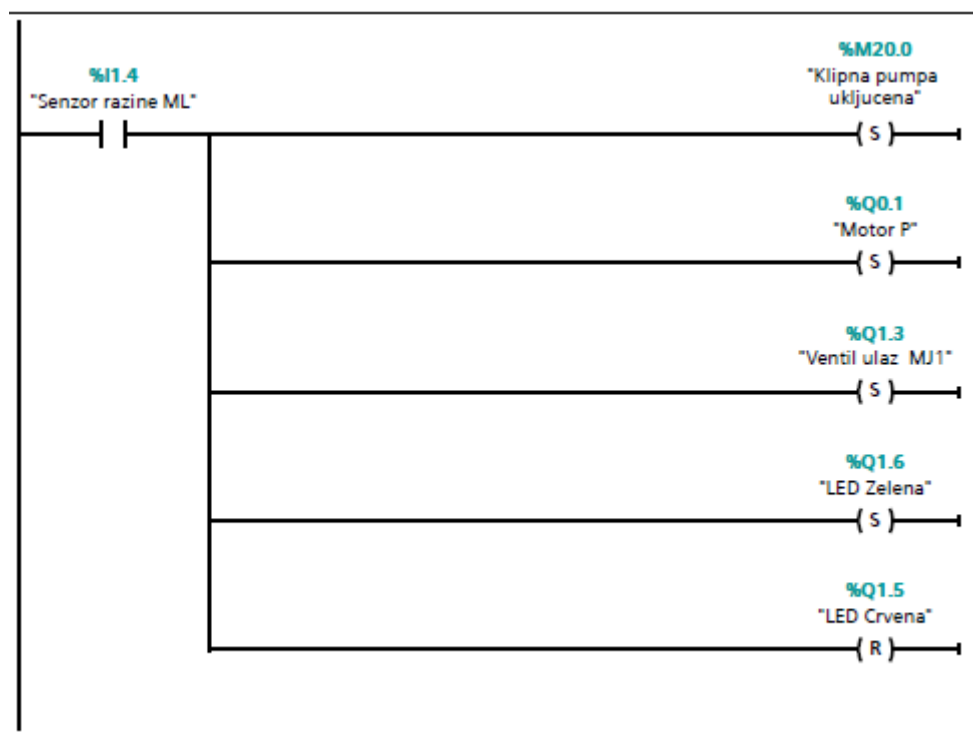 %M20.0
"Klipna pumpa
ukljucena"
%I1.4
"Senzor razine ML"
S
%Q0.1
"Motor P"
S
%Q1.3
"Ventil ulaz MJ1"
S
%Q1.6
"LED Zelena"
S
%Q1.5
"LED Crvena"
R